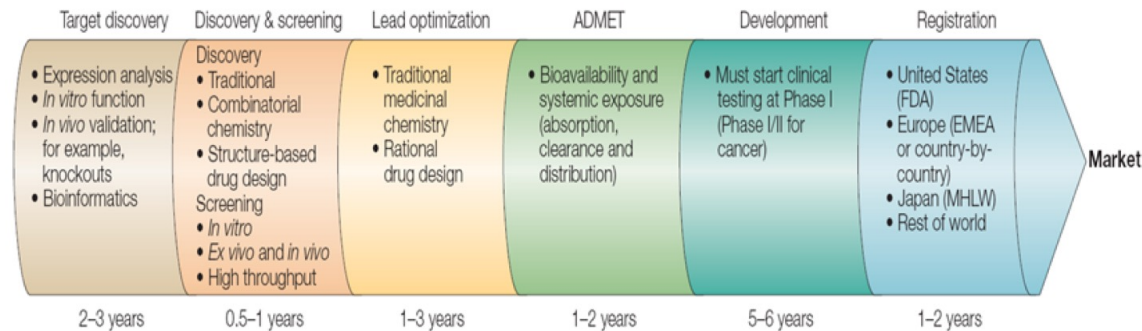 Target discovery
Discovery & screening
Lead optimization
ADMET
Development
Registration
• Expression analysis
• In vitro function
• In vivo validation;
for example,
knockouts
• Bioinformatics
Discovery
• Traditional
• Combinatorial
chemistry
• Structure-based
drug design
Screening
• In vitro
• Ex vivo and in vivo
• High throughput
• Traditional
medicinal
chemistry
• Rational
drug design
• Bioavailability and
systemic exposure
(absorption,
clearance and
distribution)
• Must start clinical
testing at Phase I
(Phase I/II for
cancer)
• United States
(FDA)
• Europe (EMEA
or country-by-
country)
• Japan (MHLW)
• Rest of world
Market
2–3 years
0.5–1 years
1–3 years
1–2 years
5–6 years
1–2 years